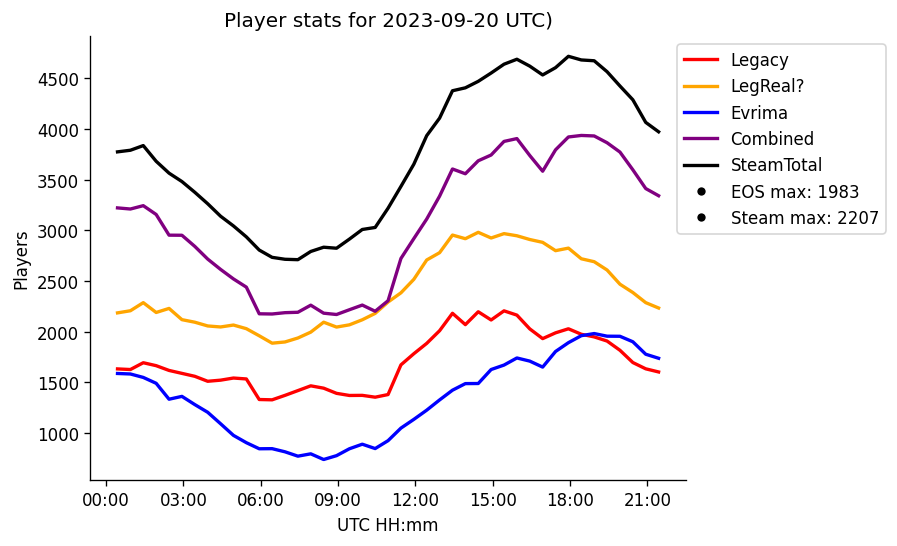 Player stats for 2023-09-20 UTC)
Legacy
LegReal?
Evrima
Combined
SteamTotal
EOS max: 1983
Steam max: 2207
Players
4500
4000
3500
3000
2500
2000
1500
1000
00:00 03:00 06:00 09:00 12:00 15:00 18:00 21:00
UTC HH:mm